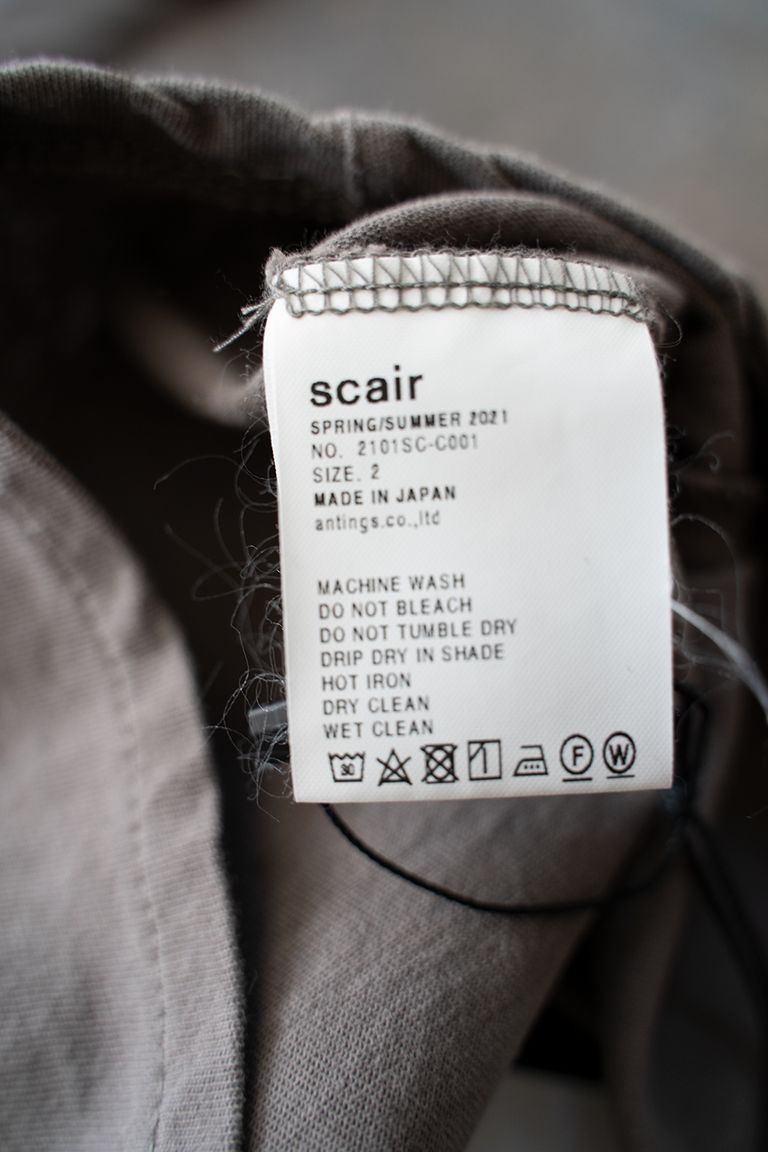 scair
SPRING/SUMMER 2021
NO. 2101SC-C001
SIZE. 2
MADE IN JAPAN
antings.co.,ltd
MACHINE WASH
DO NOT BLEACH
DO NOT TUMBLE DRY
DRIP DRY IN SHADE
HOT IRON
DRY CLEAN
WET CLEAN
30 F W